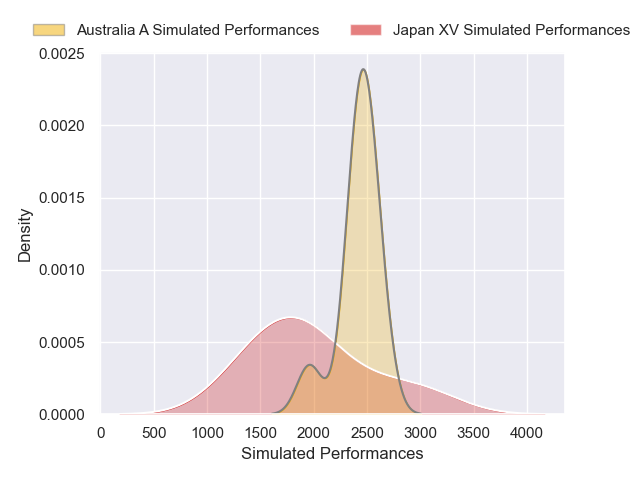 Australia A Simulated Performances Japan XV Simulated Performances
0.0025
0.0020
0.0015
0.0010
0.0005
0.0000
Density
0 500 1000 1500 2000 2500 3000 3500 4000
Simulated Performances